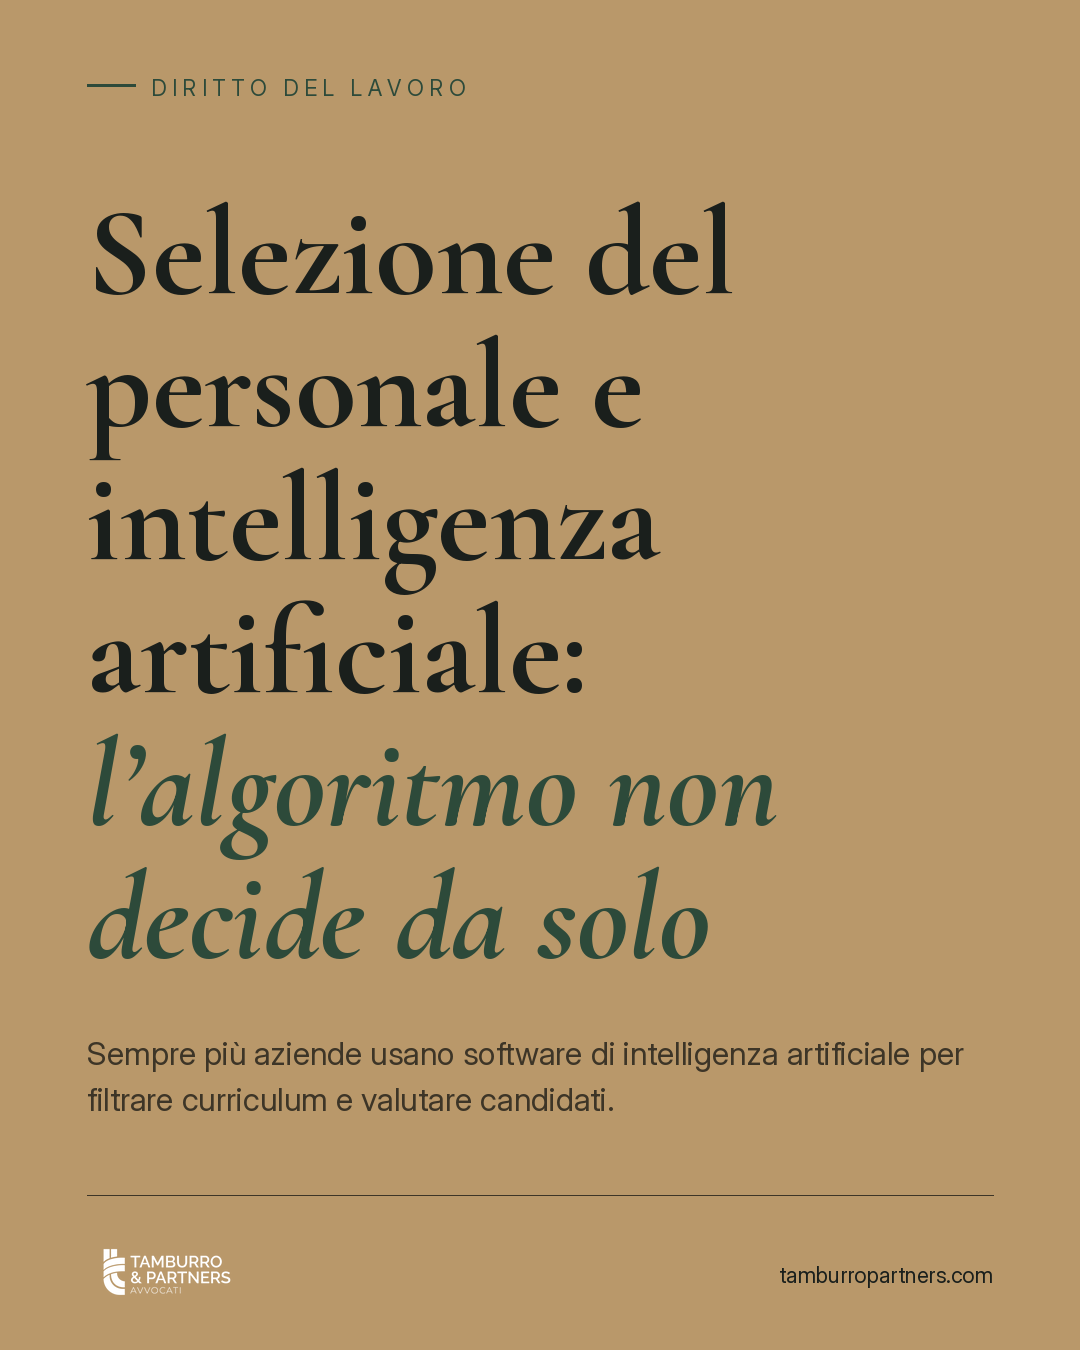 DIRITTO DEL LAVORO
Selezione del
personale e
intelligenza
artificiale:
l’algoritmo non
decide da solo
Sempre più aziende usano software di intelligenza artificiale per
filtrare curriculum e valutare candidati.
TAMBURRO
& PARTNERS
AVVOCATI
tamburropartners.com